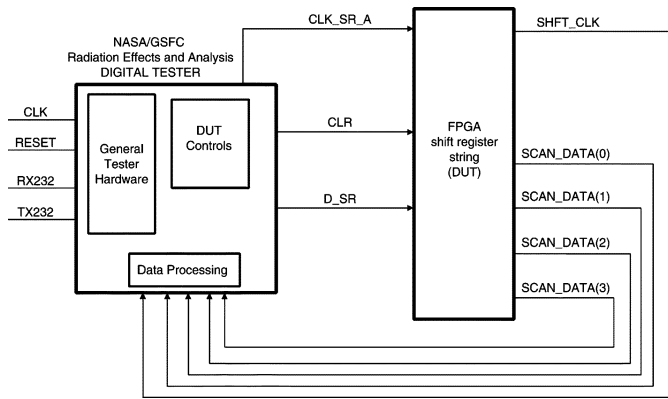 CLK_SR_A
SHFT_CLK
NASA/GSFC
Radiation Effects and Analysis
DIGITAL TESTER
CLK
RESET
RX232
TX232
General
Tester
Hardware
DUT
Controls
Data Processing
CLR
D_SR
FPGA
shift register
string
(DUT)
SCAN_DATA(0)
SCAN_DATA(1)
SCAN_DATA(2)
SCAN_DATA(3)